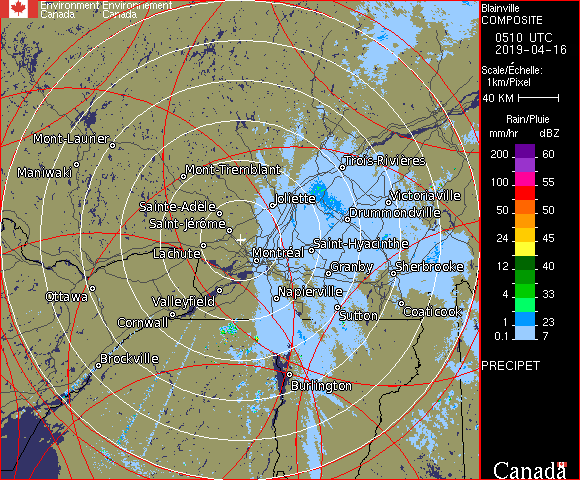 Environment Environnement
Canada Canada
Blainville
COMPOSITE
0510 UTC
2019-04-16
Scale/Échelle:
1km/Pixel
40 KM
Rain/Pluie
mm/hr dBZ
200 60
100 55
50 50
24 45
12 40
4 33
1 23
0.1 7
PRECIPET
Canada
Mont-Laurier
Maniwaki
Mont-Tremblant
Trois-Rivières
Sainte-Adèle
Joliette
Victoriaville
Saint-Jérôme
Drummondville
Lachute
Montréal
Saint-Hyacinthe
Granby
Sherbrooke
Ottawa
Valleyfield
Napierville
Cornwall
Sutton
Coaticook
Brockville
Burlington